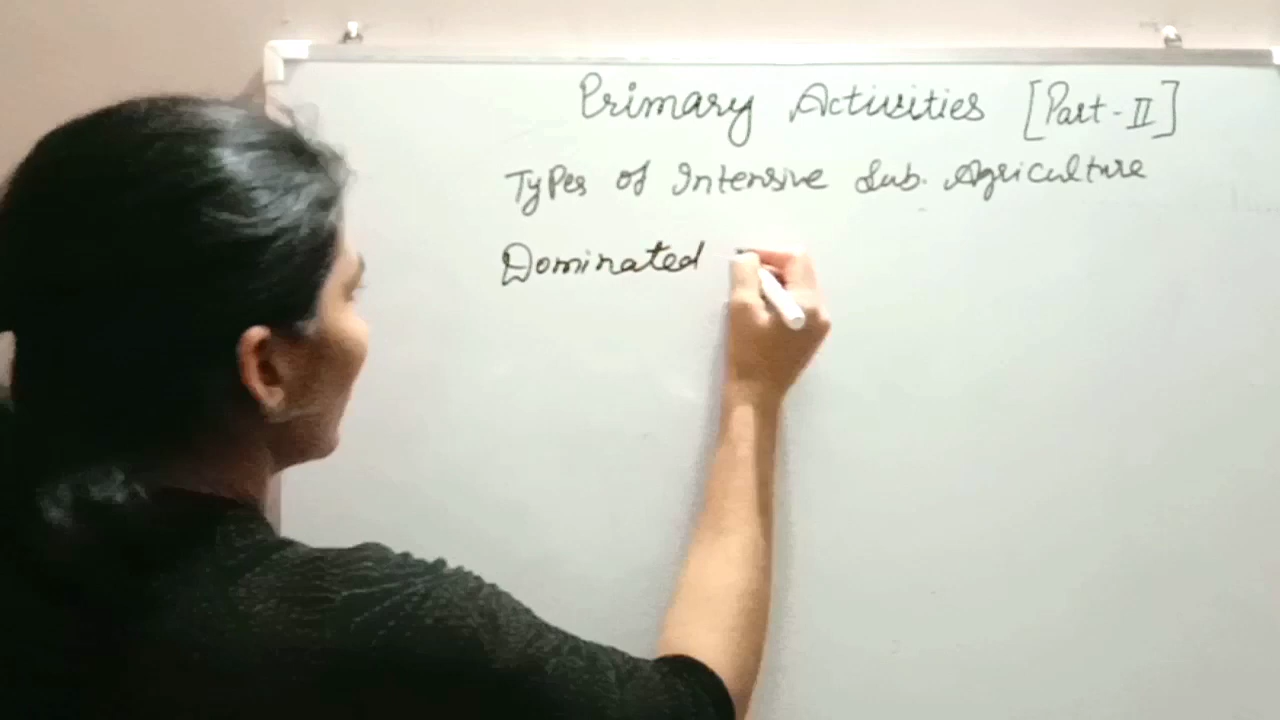 Primary Activities [Part-II]
Types of Intensive Sub. Agriculture
Dominated